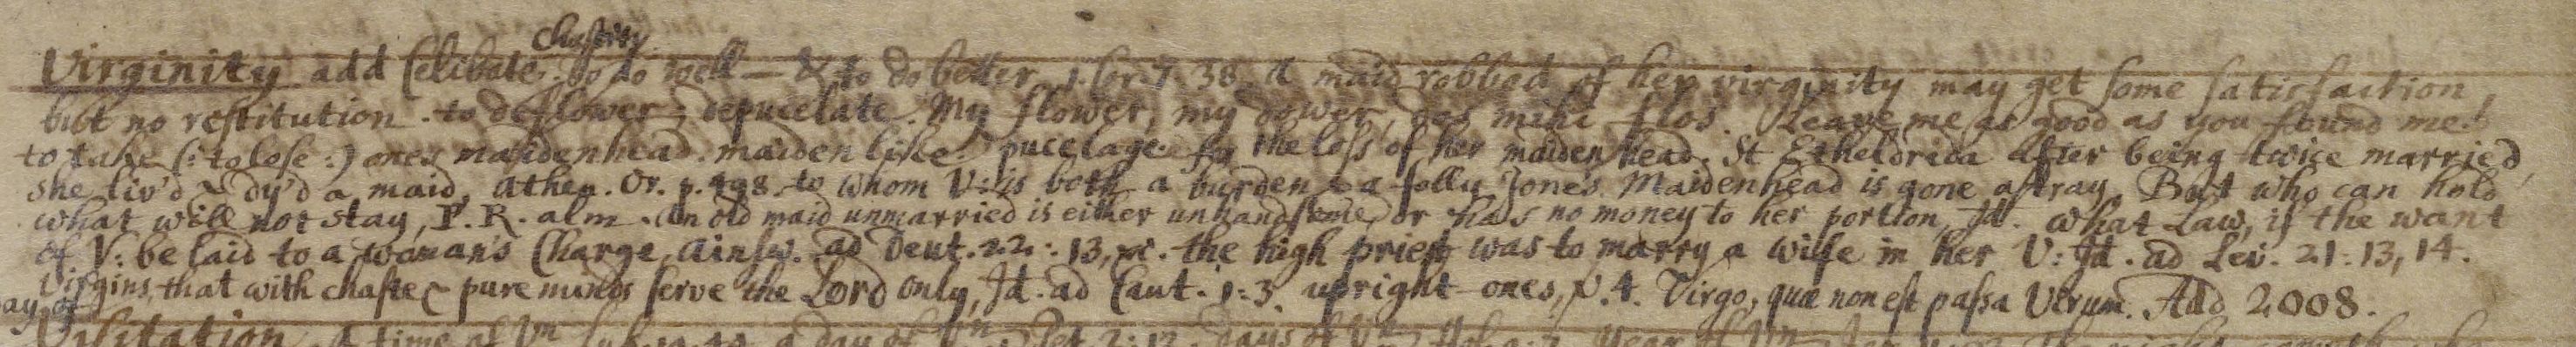 Chastity
Virginity add Celibate. to do well — & to do better, 1. Cor. 7. 38. A maid robbed of her virginity may get some satisfaction,
but no restitution. to deflower, depucelate. My flower, my dower, dos mihi flos. Leave me as good as you found me.
to take (: to lose :) ones maidenhead. maiden like. pucelage. for the loss of her maiden head. St Etheldreda after being twice married,
she liv'd & dy'd a maid, Athen. Or. p. 498. to whom V: is both a burden & a folly. Jone's Maidenhead is gone astray, But who can hold
what will not stay, P. R. alm. An old maid unmarried is either unhandsome, or has no money to her portion, Id. what Law, if the want
of V: be laid to a woman's Charge, Ainsw. ad Deut. 22: 13, &c. the high priest was to marry a wife in her V: Id. ad Lev. 21: 13, 14.
Virgins, that with chaste & pure minds serve the Lord only, Id. ad Cant. 1: 3. upright ones, v. 4. Virgo, quæ non est passa Virum. Add 2008.
Visitation. A time of Vn